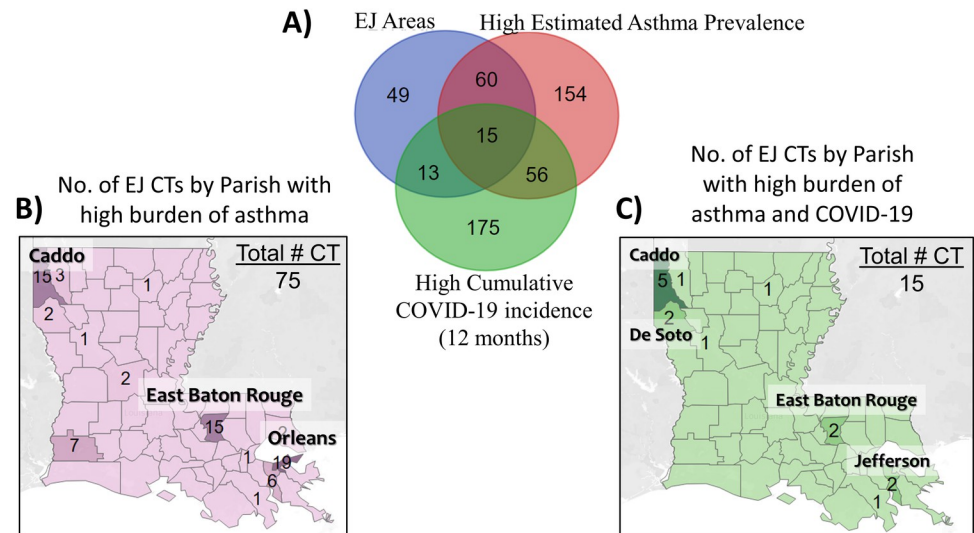 A)
EJ Areas
High Estimated Asthma Prevalence
49
60
154
15
13
56
175
High Cumulative
COVID-19 incidence
(12 months)
B)
No. of EJ CTs by Parish with
high burden of asthma
Caddo
Total # CT
75
15
3
1
2
1
2
East Baton Rouge
15
2
Orleans
7
1
19
6
1
C)
No. of EJ CTs by Parish
with high burden of
asthma and COVID-19
Caddo
Total # CT
15
5
1
1
2
De Soto
1
East Baton Rouge
2
Jefferson
2
1